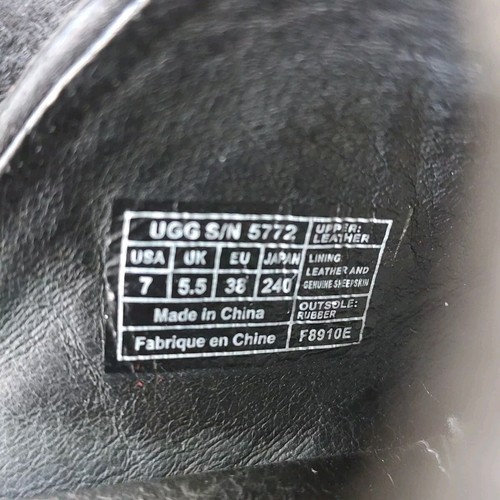 UGG S/N 5772
UPPER:
LEATHER
USA UK EU JAPAN
7 5.5 38 240
LINING
LEATHER AND
GENUINE SHEEPSKIN
Made in China
OUTSOLE:
RUBBER
Fabrique en Chine
F8910E